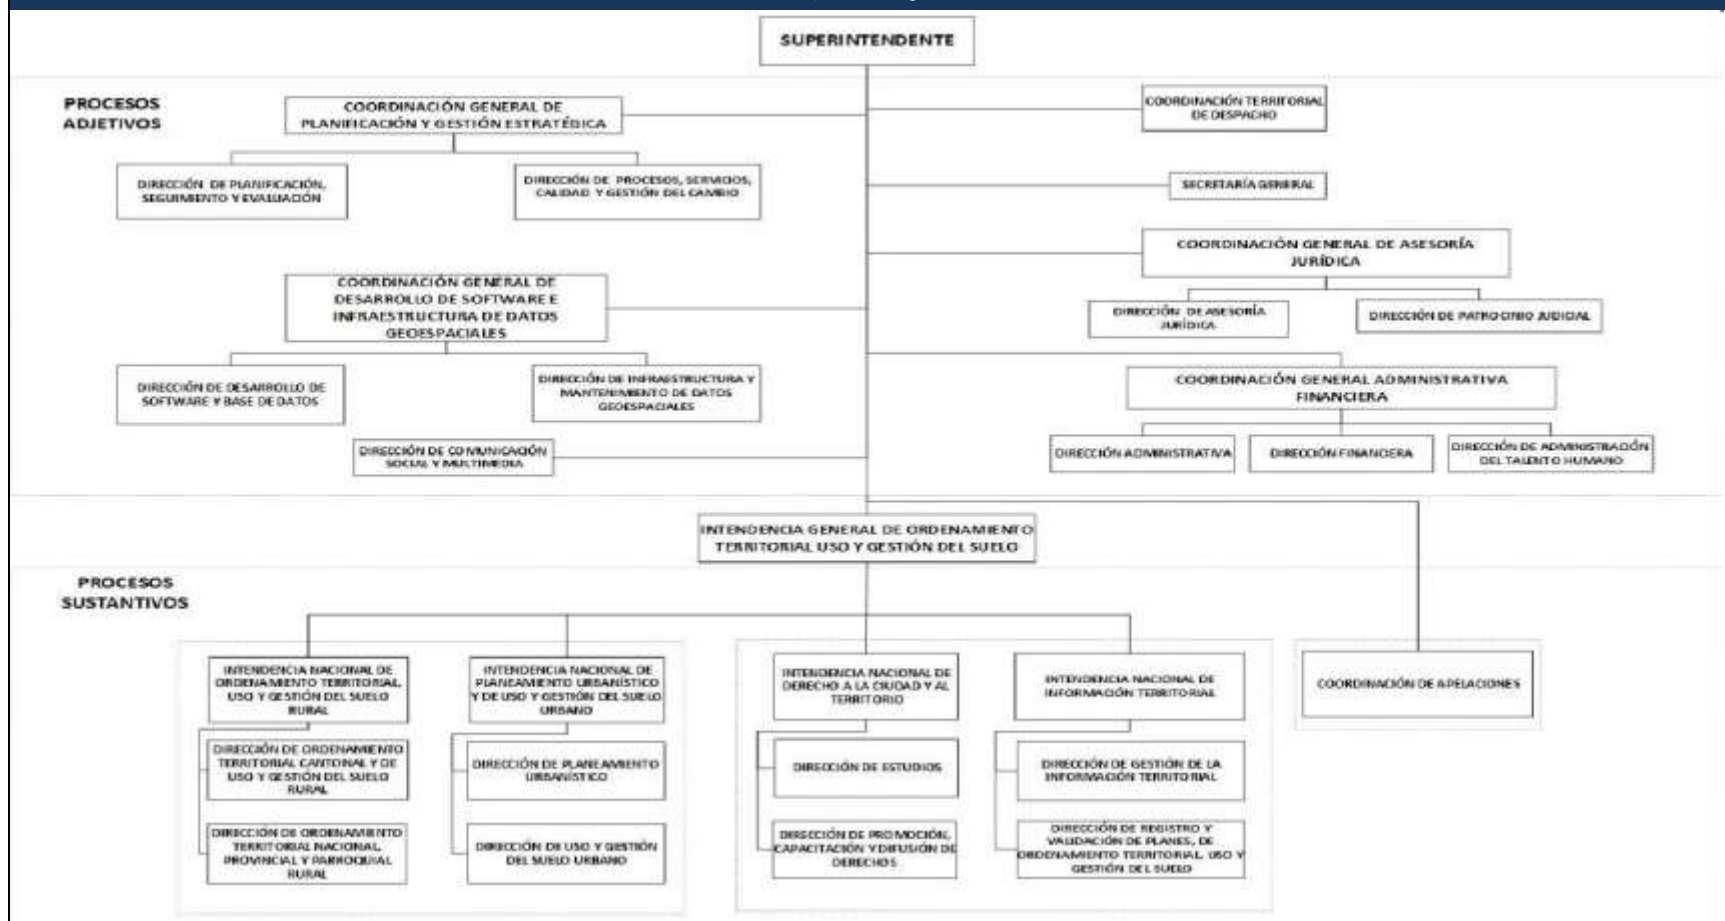 SUPERINTENDENTE
PROCESOS
ADJETIVOS
COORDINACIÓN GENERAL DE
PLANIFICACIÓN Y GESTIÓN ESTRATÉGICA
DIRECCIÓN DE PLANIFICACIÓN,
SEGUIMIENTO Y EVALUACIÓN
DIRECCIÓN DE PROCESOS, SERVICIOS,
CALIDAD Y GESTIÓN DEL CAMBIO
COORDINACIÓN TERRITORIAL
DE DESPACHO
SECRETARÍA GENERAL
COORDINACIÓN GENERAL DE ASESORÍA
JURÍDICA
DIRECCIÓN DE ASESORÍA
JURÍDICA
DIRECCIÓN DE PATROCINIO JUDICIAL
COORDINACIÓN GENERAL DE
DESARROLLO DE SOFTWARE E
INFRAESTRUCTURA DE DATOS
GEOESPACIALES
DIRECCIÓN DE DESARROLLO DE
SOFTWARE Y BASE DE DATOS
DIRECCIÓN DE INFRAESTRUCTURA Y
MANTENIMIENTO DE DATOS
GEOESPACIALES
COORDINACIÓN GENERAL ADMINISTRATIVA
FINANCIERA
DIRECCIÓN DE COMUNICACIÓN
SOCIAL Y MULTIMEDIA
DIRECCIÓN ADMINISTRATIVA
DIRECCIÓN FINANCIERA
DIRECCIÓN DE ADMINISTRACIÓN
DEL TALENTO HUMANO
INTENDENCIA GENERAL DE ORDENAMIENTO
TERRITORIAL USO Y GESTIÓN DEL SUELO
PROCESOS
SUSTANTIVOS
INTENDENCIA NACIONAL DE
ORDENAMIENTO TERRITORIAL,
USO Y GESTIÓN DEL SUELO
RURAL
DIRECCIÓN DE ORDENAMIENTO
TERRITORIAL CANTONAL Y DE
USO Y GESTIÓN DEL SUELO
RURAL
DIRECCIÓN DE ORDENAMIENTO
TERRITORIAL NACIONAL,
PROVINCIAL Y PARROQUIAL
RURAL
INTENDENCIA NACIONAL DE
PLANEAMIENTO URBANÍSTICO
Y DE USO Y GESTIÓN DEL SUELO
URBANO
DIRECCIÓN DE PLANEAMIENTO
URBANÍSTICO
DIRECCIÓN DE USO Y GESTIÓN
DEL SUELO URBANO
INTENDENCIA NACIONAL DE
DERECHO A LA CIUDAD Y AL
TERRITORIO
DIRECCIÓN DE ESTUDIOS
DIRECCIÓN DE PROMOCIÓN,
CAPACITACIÓN Y DIFUSIÓN DE
DERECHOS
INTENDENCIA NACIONAL DE
INFORMACIÓN TERRITORIAL
DIRECCIÓN DE GESTIÓN DE LA
INFORMACIÓN TERRITORIAL
DIRECCIÓN DE REGISTRO Y
VALIDACIÓN DE PLANES, DE
ORDENAMIENTO TERRITORIAL, USO Y
GESTIÓN DEL SUELO
COORDINACIÓN DE APELACIONES